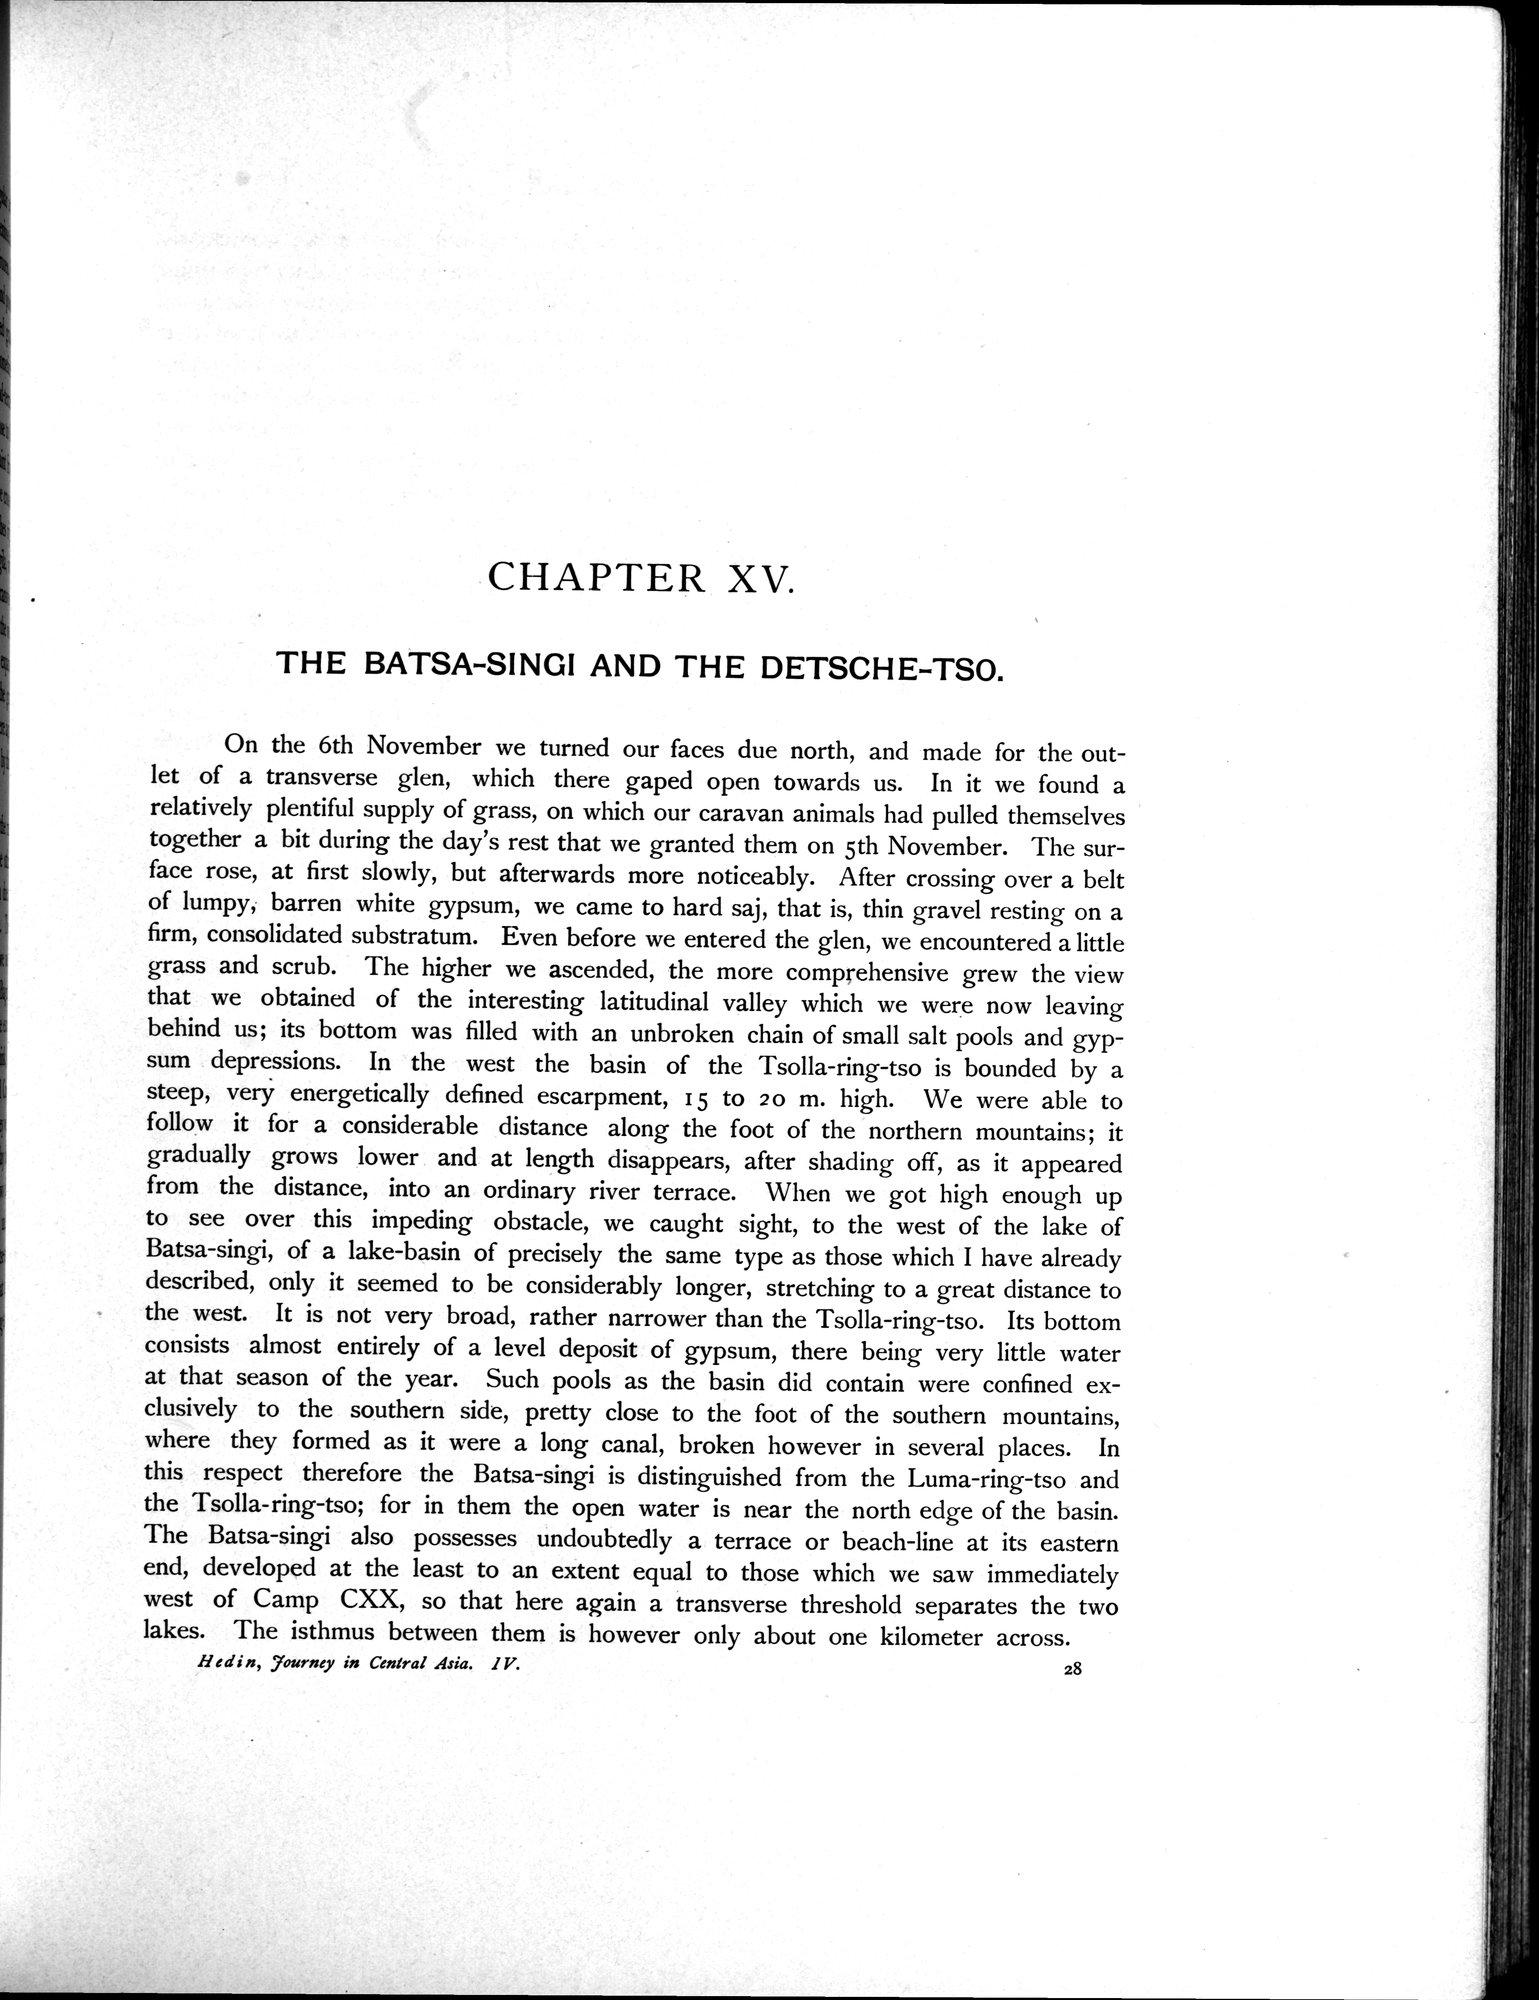 CHAPTER XV.
THE BATSA-SINGI AND THE DETSCHE-TSO.
On the 6th November we turned our faces due north, and made for the out-
let of a transverse glen, which there gaped open towards us. In it we found a
relatively plentiful supply of grass, on which our caravan animals had pulled themselves
together a bit during the day's rest that we granted them on 5th November. The sur-
face rose, at first slowly, but afterwards more noticeably. After crossing over a belt
of lumpy, barren white gypsum, we came to hard saj, that is, thin gravel resting on a
firm, consolidated substratum. Even before we entered the glen, we encountered a little
grass and scrub. The higher we ascended, the more comprehensive grew the view
that we obtained of the interesting latitudinal valley which we were now leaving
behind us; its bottom was filled with an unbroken chain of small salt pools and gyp-
sum depressions. In the west the basin of the Tsolla-ring-tso is bounded by a
steep, very energetically defined escarpment, 15 to 20 m. high. We were able to
follow it for a considerable distance along the foot of the northern mountains; it
gradually grows lower and at length disappears, after shading off, as it appeared
from the distance, into an ordinary river terrace. When we got high enough up
to see over this impeding obstacle, we caught sight, to the west of the lake of
Batsa-singi, of a lake-basin of precisely the same type as those which I have already
described, only it seemed to be considerably longer, stretching to a great distance to
the west. It is not very broad, rather narrower than the Tsolla-ring-tso. Its bottom
consists almost entirely of a level deposit of gypsum, there being very little water
at that season of the year. Such pools as the basin did contain were confined ex-
clusively to the southern side, pretty close to the foot of the southern mountains,
where they formed as it were a long canal, broken however in several places. In
this respect therefore the Batsa-singi is distinguished from the Luma-ring-tso and
the Tsolla-ring-tso; for in them the open water is near the north edge of the basin.
The Batsa-singi also possesses undoubtedly a terrace or beach-line at its eastern
end, developed at the least to an extent equal to those which we saw immediately
west of Camp CXX, so that here again a transverse threshold separates the two
lakes. The isthmus between them is however only about one kilometer across.
Hedin, Journey in Central Asia. IV. 28